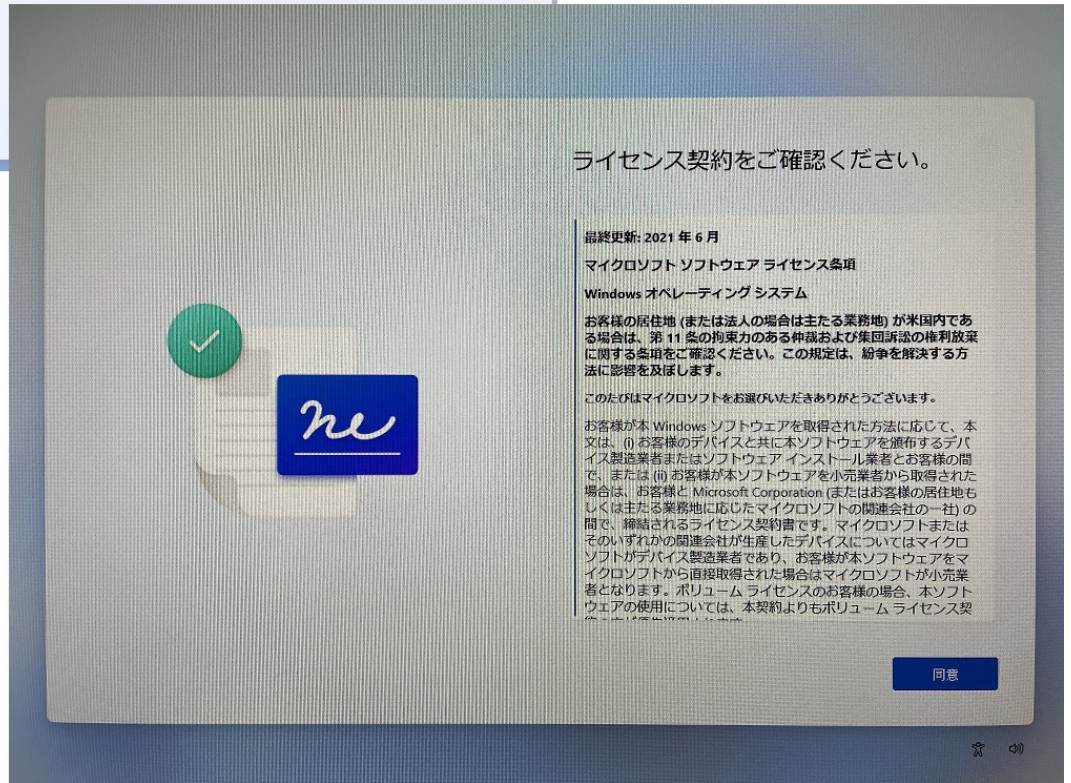 ライセンス契約をご確認ください。
最終更新: 2021 年 6 月
マイクロソフト ソフトウェア ライセンス条項
Windows オペレーティング システム
お客様の居住地 (または法人の場合は主たる業務地) が米国内であ
る場合は、第 11 条の拘束力のある仲裁および集団訴訟の権利放棄
に関する条項をご確認ください。この規定は、紛争を解決する方
法に影響を及ぼします。
このたびはマイクロソフトをお選びいただきありがとうございます。
お客様が本 Windows ソフトウェアを取得された方法に応じて、本
文は、(i) お客様のデバイスと共に本ソフトウェアを頒布するデバ
イス製造業者またはソフトウェア インストール業者とお客様の間
で、または (ii) お客様が本ソフトウェアを小売業者から取得された
場合は、お客様と Microsoft Corporation (またはお客様の居住地も
しくは主たる業務地に応じたマイクロソフトの関連会社の一社) の
間で、締結されるライセンス契約書です。マイクロソフトまたは
そのいずれかの関連会社が生産したデバイスについてはマイクロ
ソフトがデバイス製造業者であり、お客様が本ソフトウェアをマ
イクロソフトから直接取得された場合はマイクロソフトが小売業
者となります。ボリューム ライセンスのお客様の場合、本ソフト
ウェアの使用については、本契約よりもボリューム ライセンス契
同意